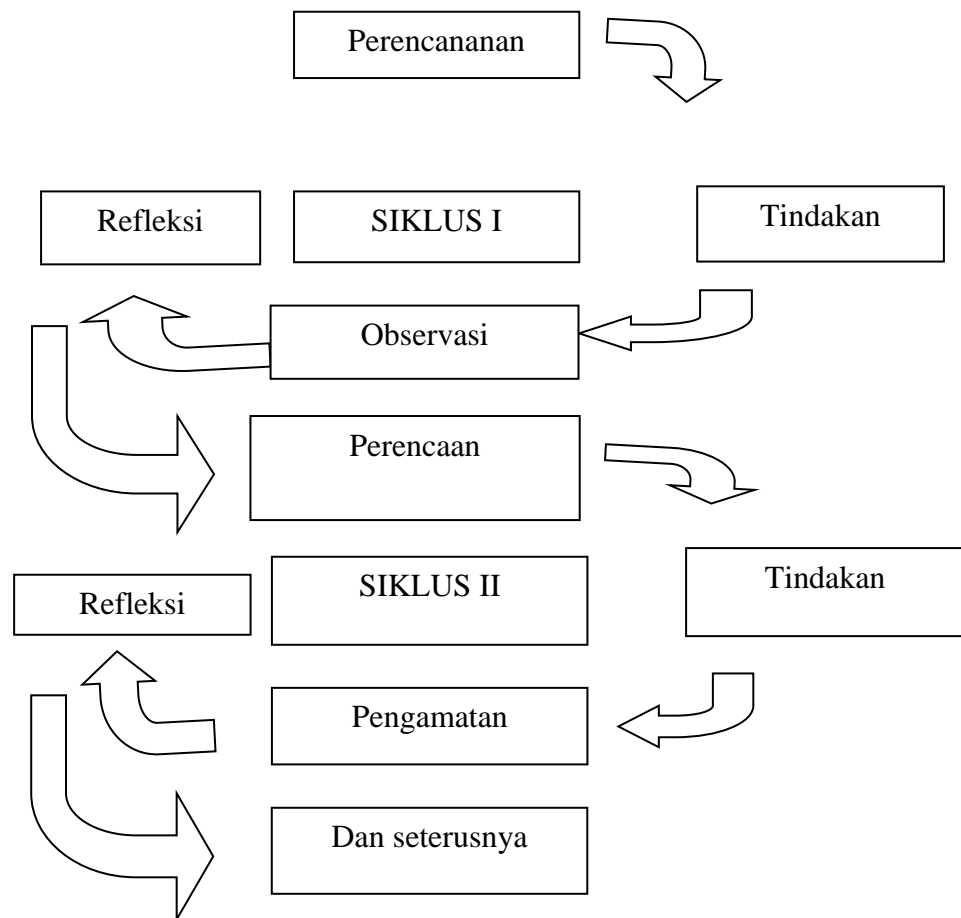 Perencananan
Refleksi
SIKLUS I
Tindakan
Observasi
Perencaan
Refleksi
SIKLUS II
Tindakan
Pengamatan
Dan seterusnya